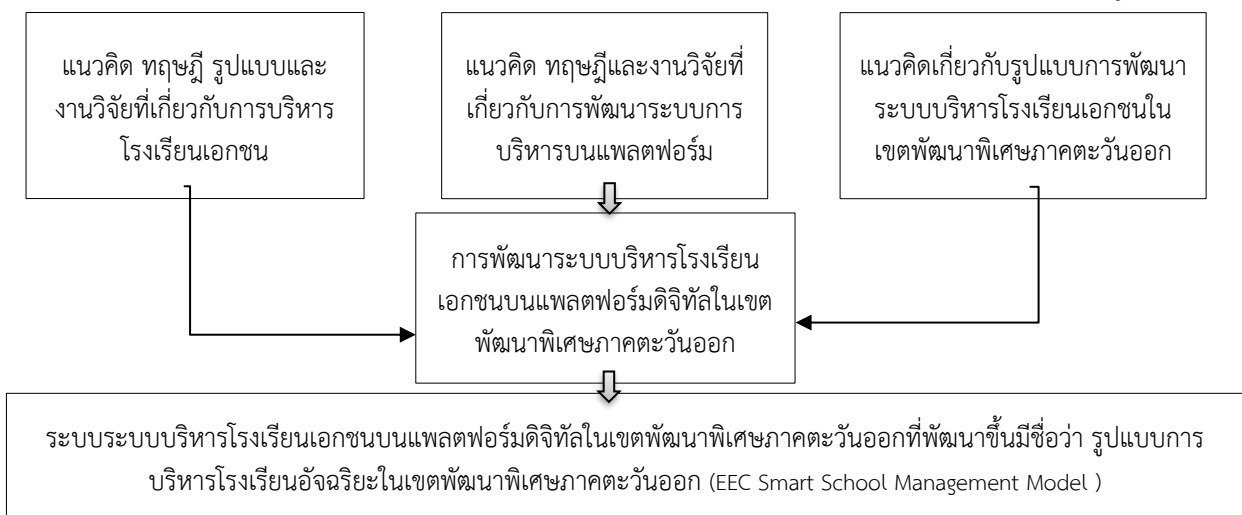 แนวคิด ทฤษฎี รูปแบบและ
งานวิจัยที่เกี่ยวกับการบริหาร
โรงเรียนเอกชน
แนวคิด ทฤษฎีและงานวิจัยที่
เกี่ยวกับการพัฒนาระบบการ
บริหารบนแพลตฟอร์ม
แนวคิดเกี่ยวกับรูปแบบการพัฒนา
ระบบบริหารโรงเรียนเอกชนใน
เขตพัฒนาพิเศษภาคตะวันออก
การพัฒนาระบบบริหารโรงเรียน
เอกชนบนแพลตฟอร์มดิจิทัลในเขต
พัฒนาพิเศษภาคตะวันออก
ระบบระบบบริหารโรงเรียนเอกชนบนแพลตฟอร์มดิจิทัลในเขตพัฒนาพิเศษภาคตะวันออกที่พัฒนาขึ้นมีชื่อว่า รูปแบบการ
บริหารโรงเรียนอัจฉริยะในเขตพัฒนาพิเศษภาคตะวันออก (EEC Smart School Management Model )